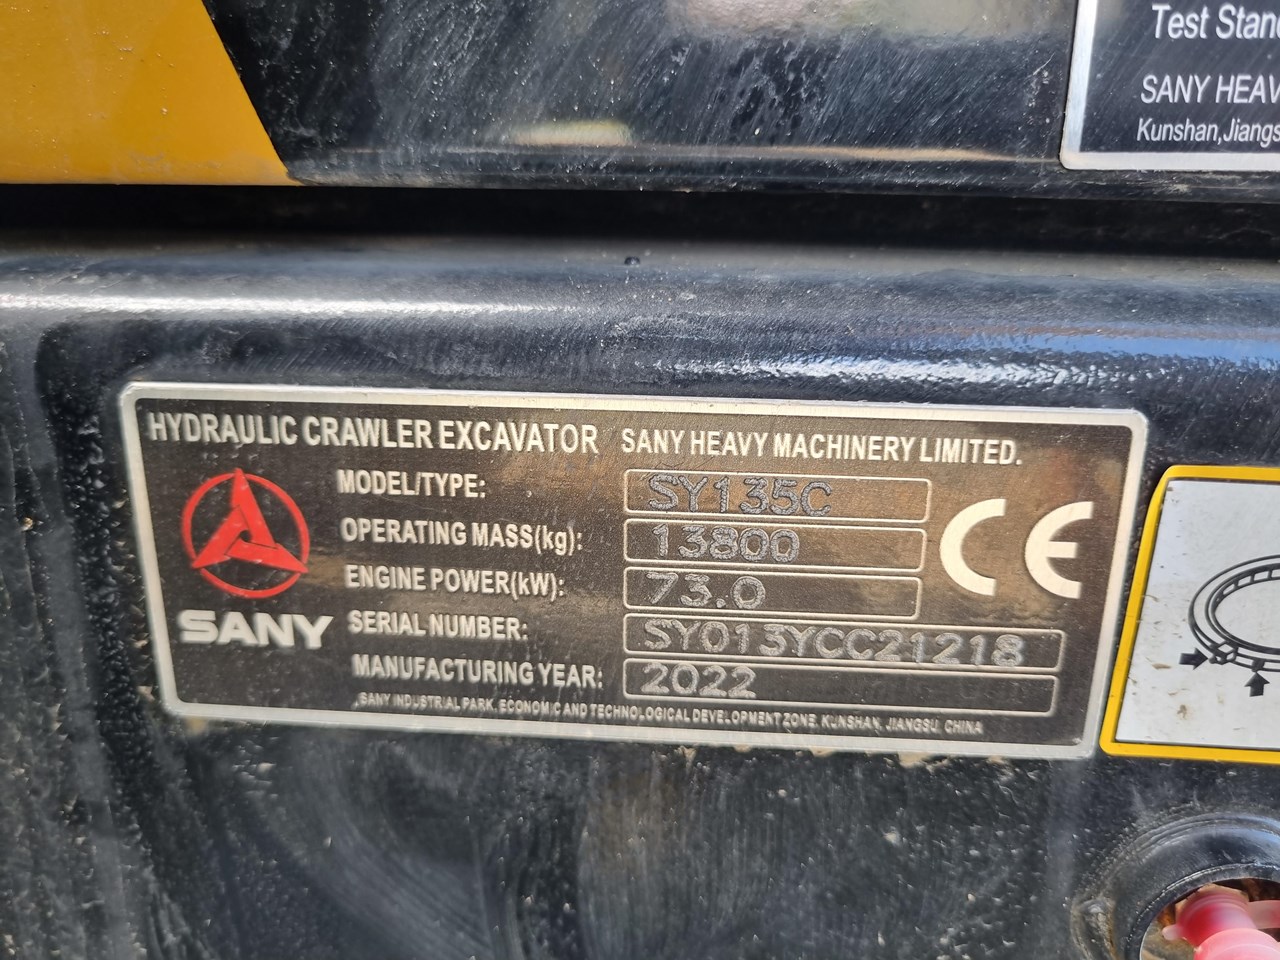 Test Stan
SANY HEAV
Kunshan,Jiangs
HYDRAULIC CRAWLER EXCAVATOR SANY HEAVY MACHINERY LIMITED.
MODEL/TYPE: SY135C
OPERATING MASS(kg): 13800
ENGINE POWER(kW): 73.0
SERIAL NUMBER: SY013YCC21218
MANUFACTURING YEAR: 2022
SANY
CE
SANY INDUSTRIAL PARK, ECONOMIC AND TECHNOLOGICAL DEVELOPMENT ZONE, KUNSHAN, JIANGSU, CHINA